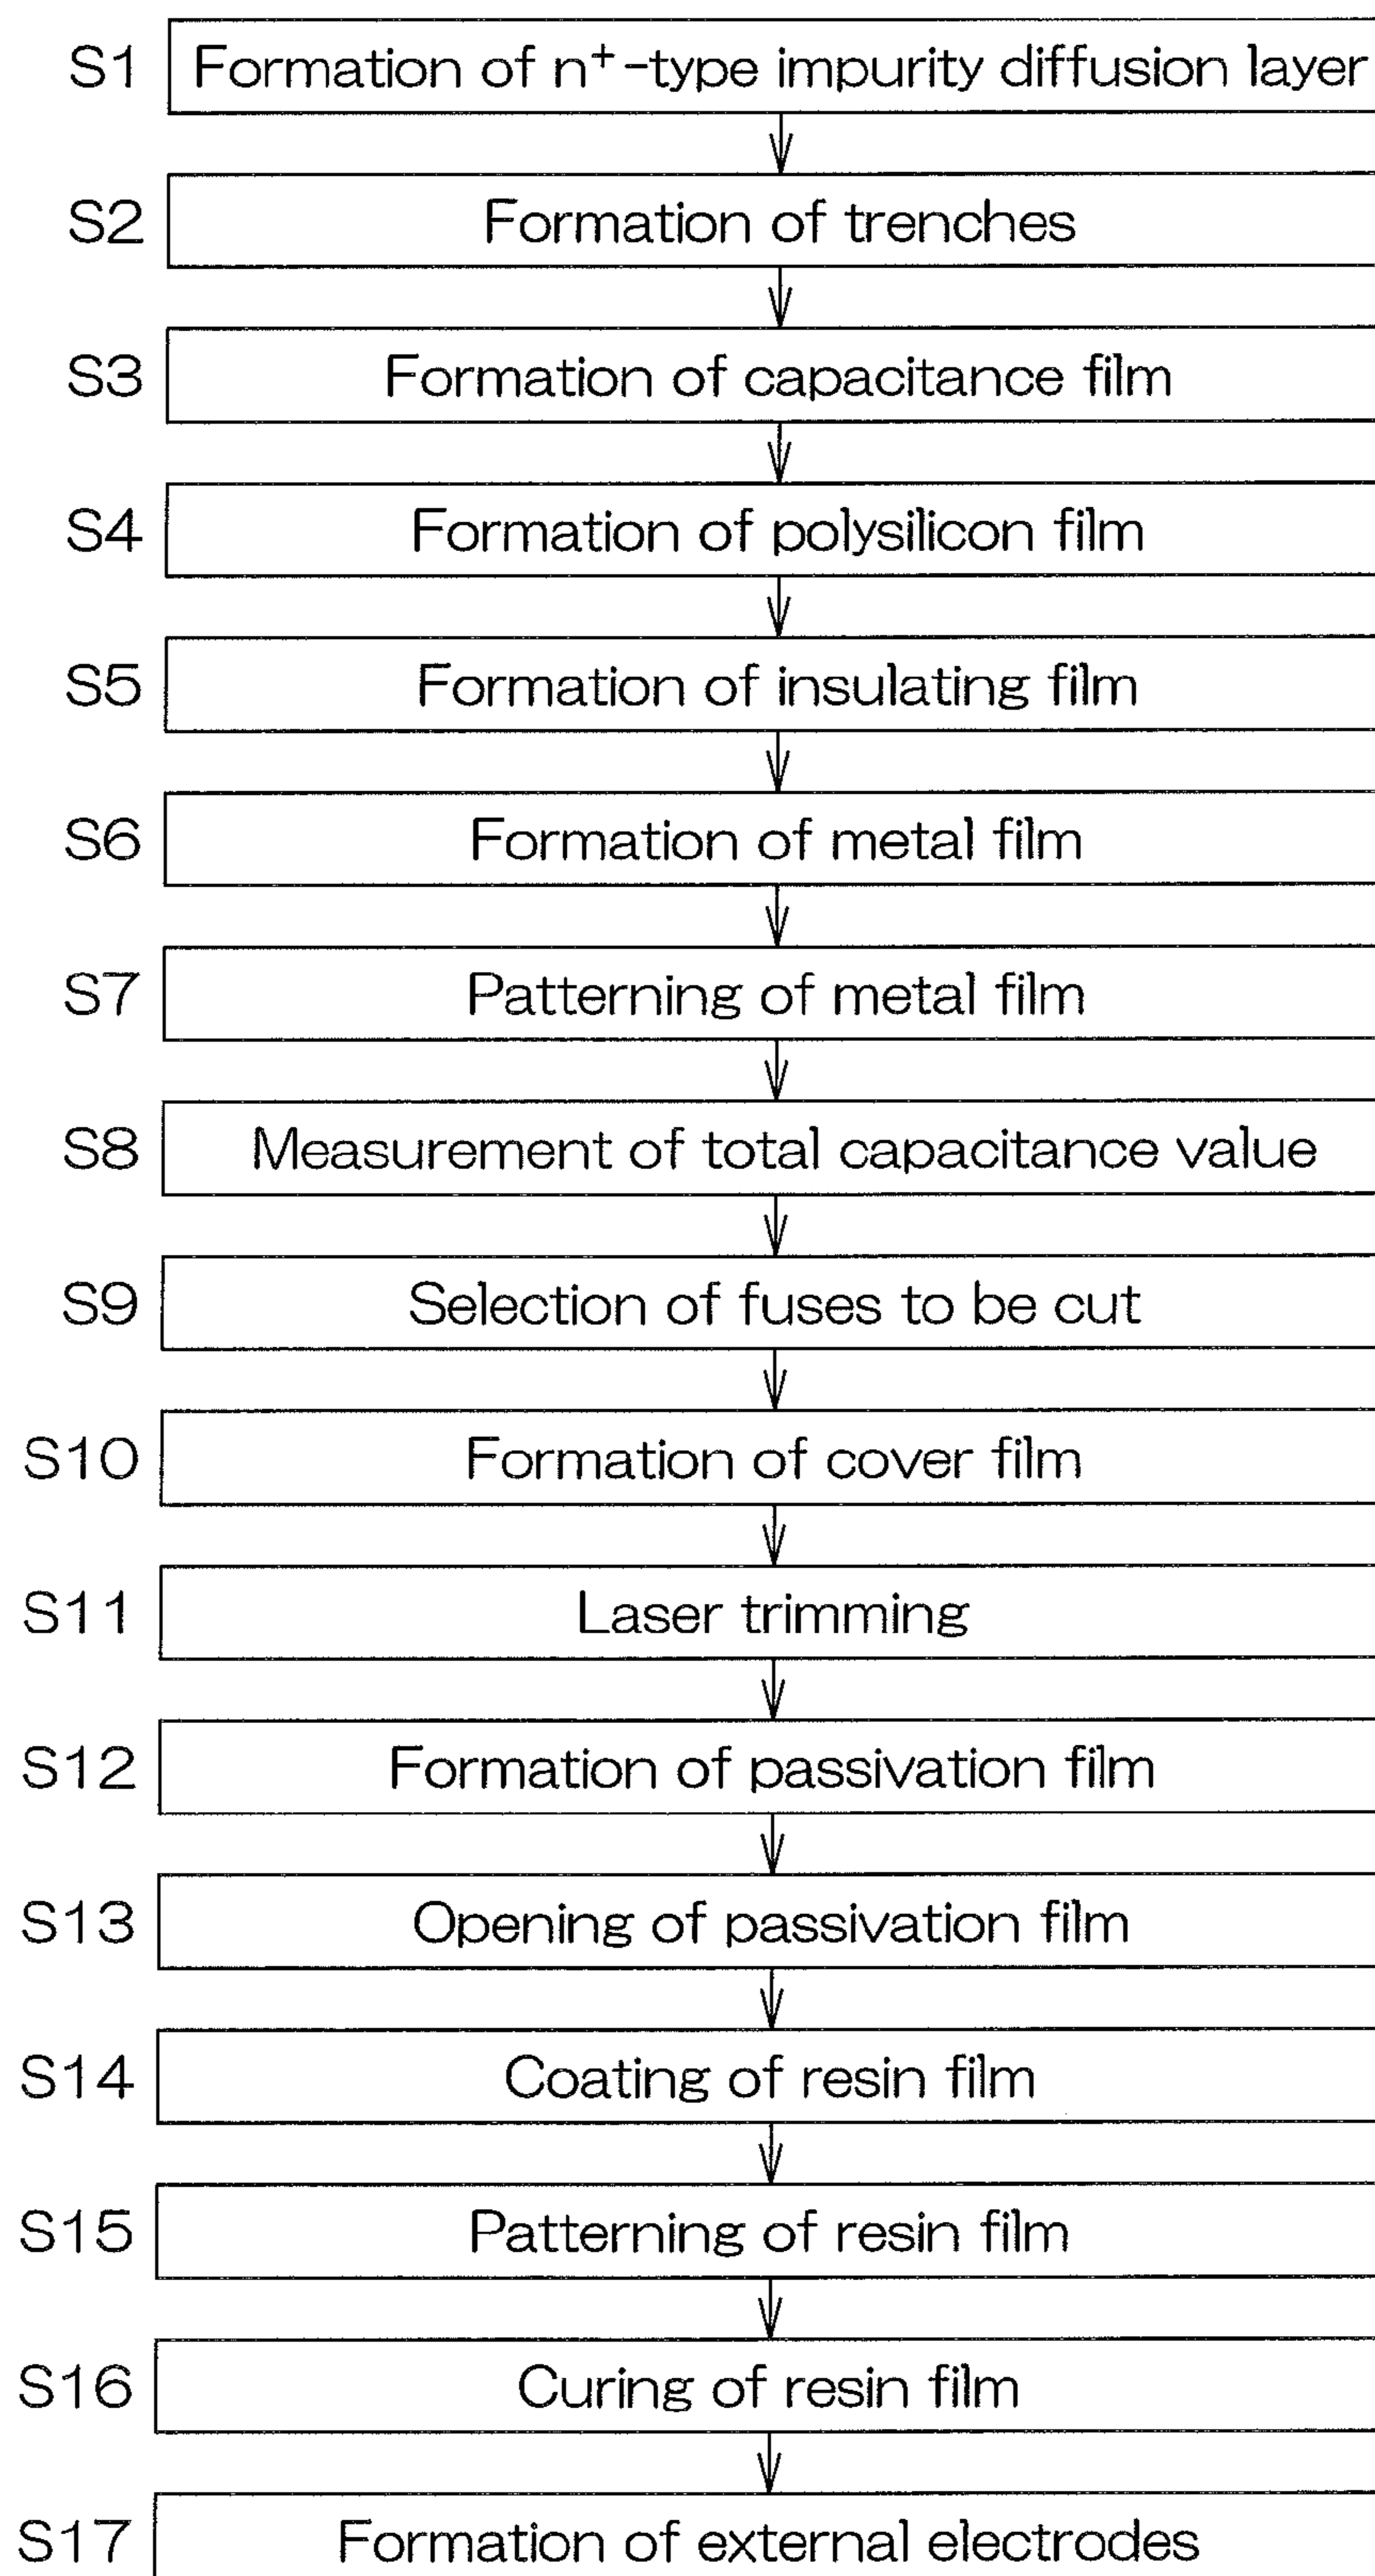 S1 Formation of n⁺-type impurity diffusion layer
S2 Formation of trenches
S3 Formation of capacitance film
S4 Formation of polysilicon film
S5 Formation of insulating film
S6 Formation of metal film
S7 Patterning of metal film
S8 Measurement of total capacitance value
S9 Selection of fuses to be cut
S10 Formation of cover film
S11 Laser trimming
S12 Formation of passivation film
S13 Opening of passivation film
S14 Coating of resin film
S15 Patterning of resin film
S16 Curing of resin film
S17 Formation of external electrodes